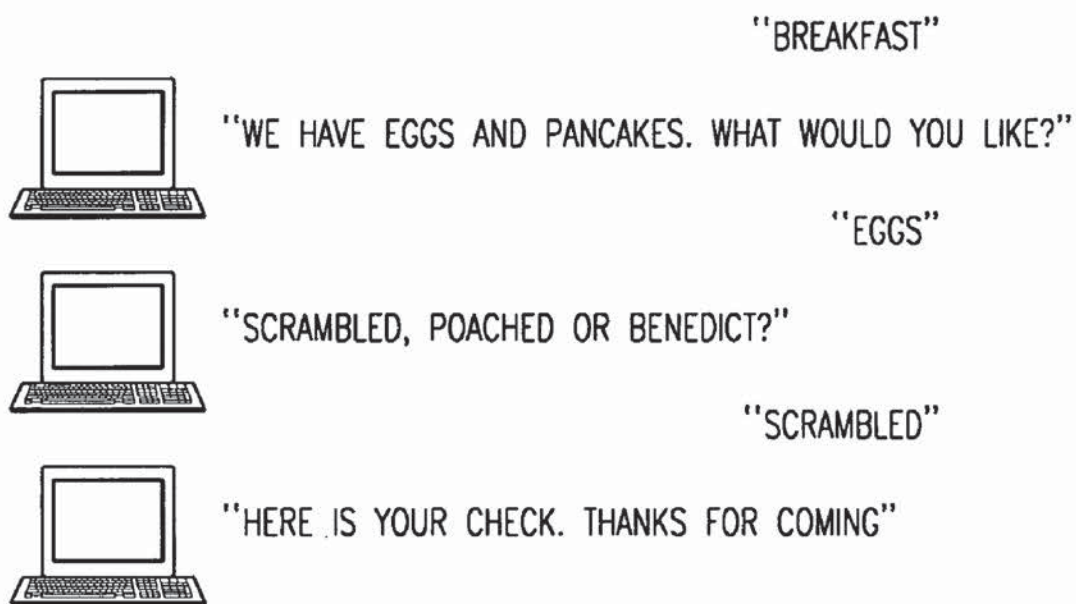 "BREAKFAST"
"WE HAVE EGGS AND PANCAKES. WHAT WOULD YOU LIKE?"
"EGGS"
"SCRAMBLED, POACHED OR BENEDICT?"
"SCRAMBLED"
"HERE IS YOUR CHECK. THANKS FOR COMING"